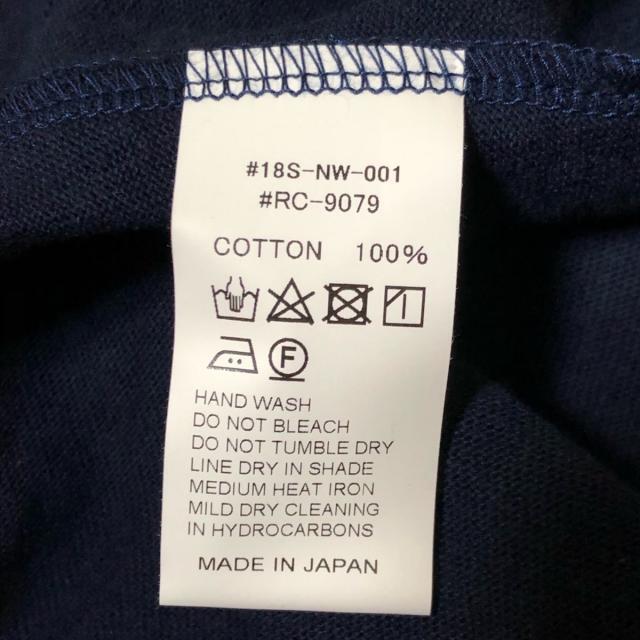 #18S-NW-001
#RC-9079
COTTON 100%
F
HAND WASH
DO NOT BLEACH
DO NOT TUMBLE DRY
LINE DRY IN SHADE
MEDIUM HEAT IRON
MILD DRY CLEANING
IN HYDROCARBONS
MADE IN JAPAN